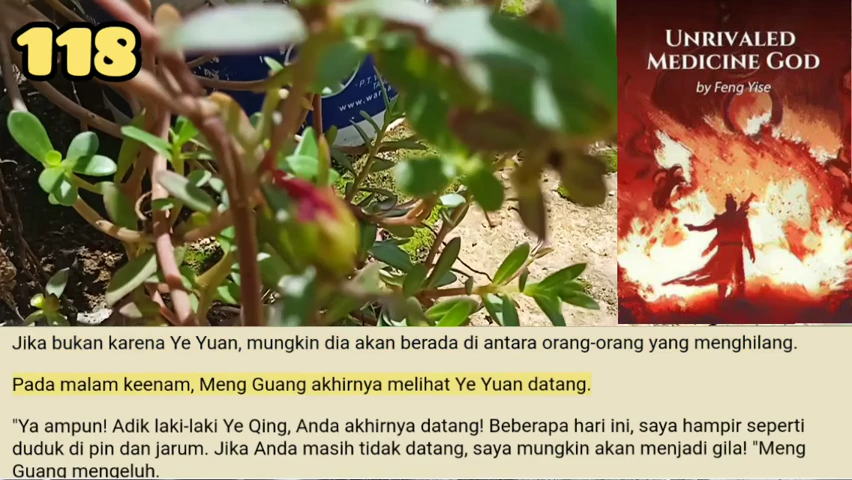 118
UNRIVALED
MEDICINE GOD
by Feng Yise
www.war
Jika bukan karena Ye Yuan, mungkin dia akan berada di antara orang-orang yang menghilang.
Pada malam keenam, Meng Guang akhirnya melihat Ye Yuan datang.
"Ya ampun! Adik laki-laki Ye Qing, Anda akhirnya datang! Beberapa hari ini, saya hampir seperti
duduk di pin dan jarum. Jika Anda masih tidak datang, saya mungkin akan menjadi gila! "Meng
Guang mengeluh.